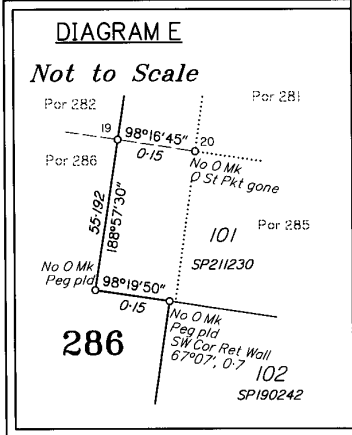 DIAGRAM E
Not to Scale
Por 282
Por 281
19
98°16'45"
20
0·15
Por 286
No O Mk
O St Pkt gone
55·192
188°57'30"
Por 285
101
SP211230
No O Mk
Peg pld
98°19'50"
0·15
No O Mk
Peg pld
SW Cor Ret Wall
67°07', 0·7
286
102
SP190242